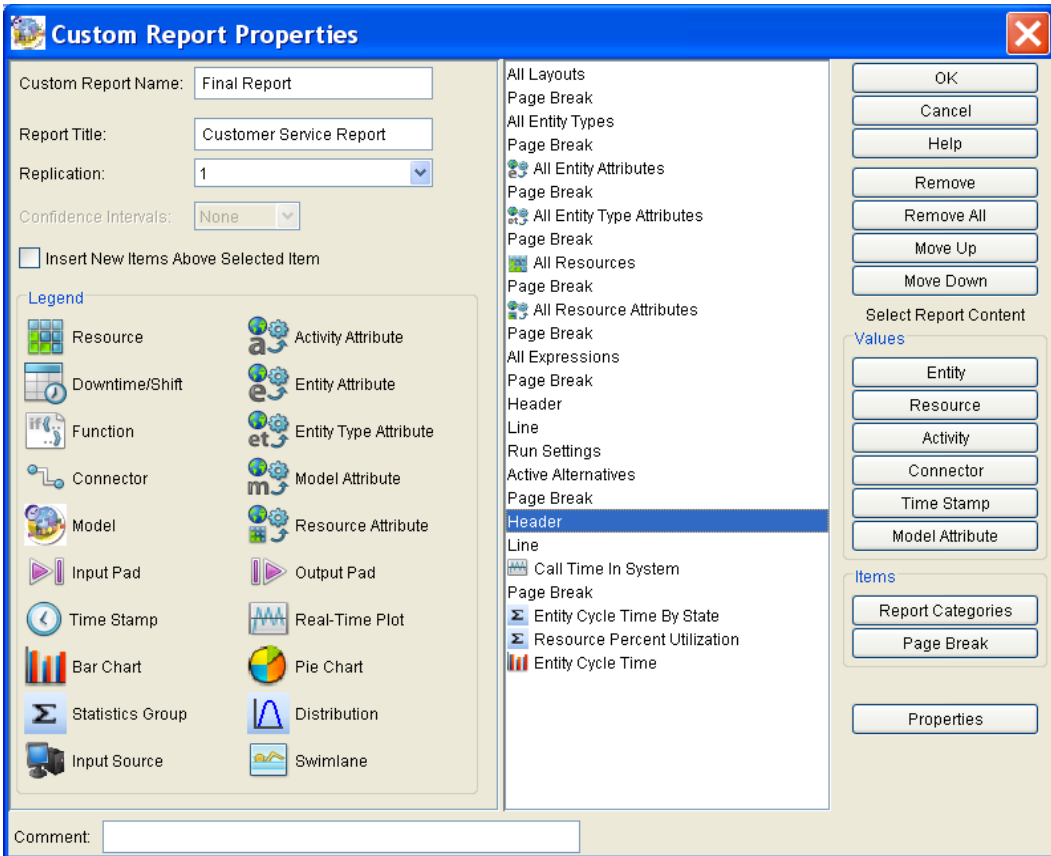 Custom Report Properties
Custom Report Name: Final Report
Report Title: Customer Service Report
Replication: 1
Confidence Intervals: None
Insert New Items Above Selected Item
Legend
Resource
Activity Attribute
Downtime/Shift
Entity Attribute
if{..
..}
Function
Entity Type Attribute
Connector
Model Attribute
Model
Resource Attribute
Input Pad
Output Pad
Time Stamp
Real-Time Plot
Bar Chart
Pie Chart
Σ Statistics Group
Distribution
Input Source
Swimlane
All Layouts
Page Break
All Entity Types
Page Break
All Entity Attributes
Page Break
All Entity Type Attributes
Page Break
All Resources
Page Break
All Resource Attributes
Page Break
All Expressions
Page Break
Header
Line
Run Settings
Active Alternatives
Page Break
Header
Line
Call Time In System
Page Break
Σ Entity Cycle Time By State
Σ Resource Percent Utilization
Entity Cycle Time
OK
Cancel
Help
Remove
Remove All
Move Up
Move Down
Select Report Content
Values
Entity
Resource
Activity
Connector
Time Stamp
Model Attribute
Items
Report Categories
Page Break
Properties
Comment: